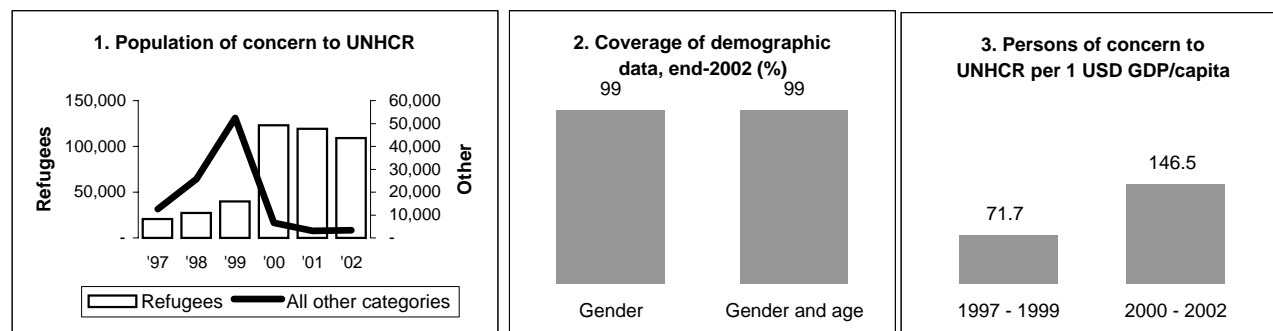 1. Population of concern to UNHCR
150,000
100,000
50,000
-
Refugees
60,000
50,000
40,000
30,000
20,000
10,000
-
Other
'97 '98 '99 '00 '01 '02
Refugees All other categories
2. Coverage of demographic
data, end-2002 (%)
99 99
Gender Gender and age
3. Persons of concern to
UNHCR per 1 USD GDP/capita
71.7 146.5
1997 - 1999 2000 - 2002